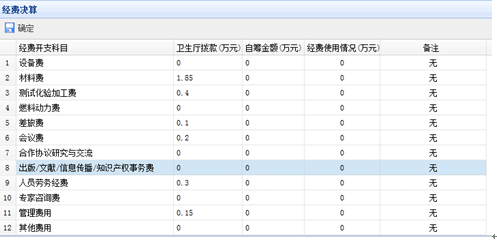 经费决算
确定
经费开支科目 卫生厅拨款(万元) 自筹金额(万元) 经费使用情况(万元) 备注
1 设备费 0 0 0 无
2 材料费 1.85 0 0 无
3 测试化验加工费 0.4 0 0 无
4 燃料动力费 0 0 0 无
5 差旅费 0.1 0 0 无
6 会议费 0.2 0 0 无
7 合作协议研究与交流 0 0 0 无
8 出版/文献/信息传播/知识产权事务费 0 0 0 无
9 人员劳务经费 0.3 0 0 无
10 专家咨询费 0 0 0 无
11 管理费用 0.15 0 0 无
12 其他费用 0 0 0 无